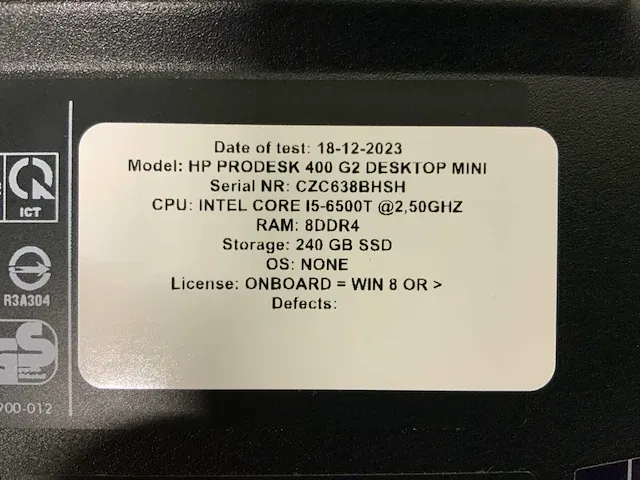 Date of test: 18-12-2023
Model: HP PRODESK 400 G2 DESKTOP MINI
Serial NR: CZC638BHSH
CPU: INTEL CORE I5-6500T @2,50GHZ
RAM: 8DDR4
Storage: 240 GB SSD
OS: NONE
License: ONBOARD = WIN 8 OR >
Defects:
ICT
R3A304
GS
900-012